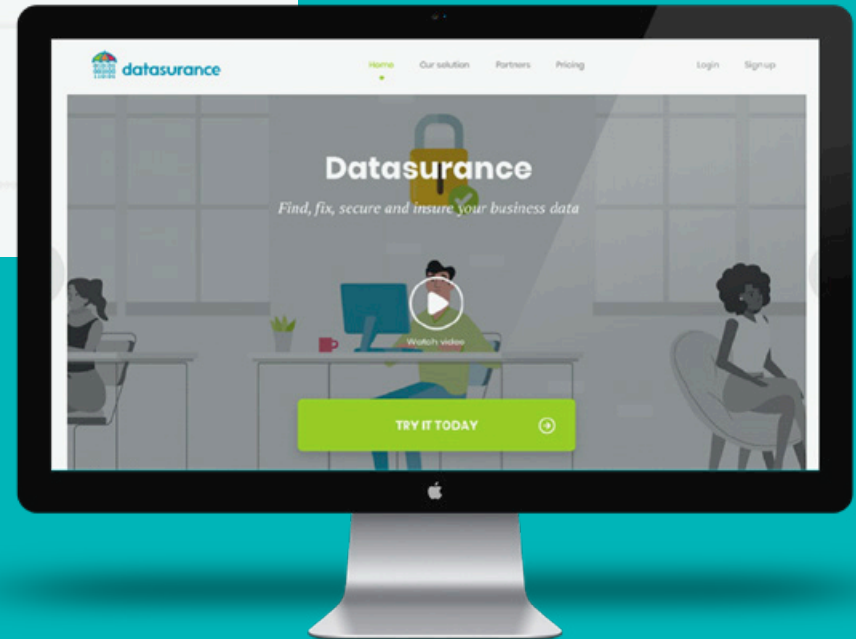 datasurance
Home Our solution Partners Pricing Login Sign up
Datasurance
Find, fix, secure and insure your business data
Watch video
TRY IT TODAY